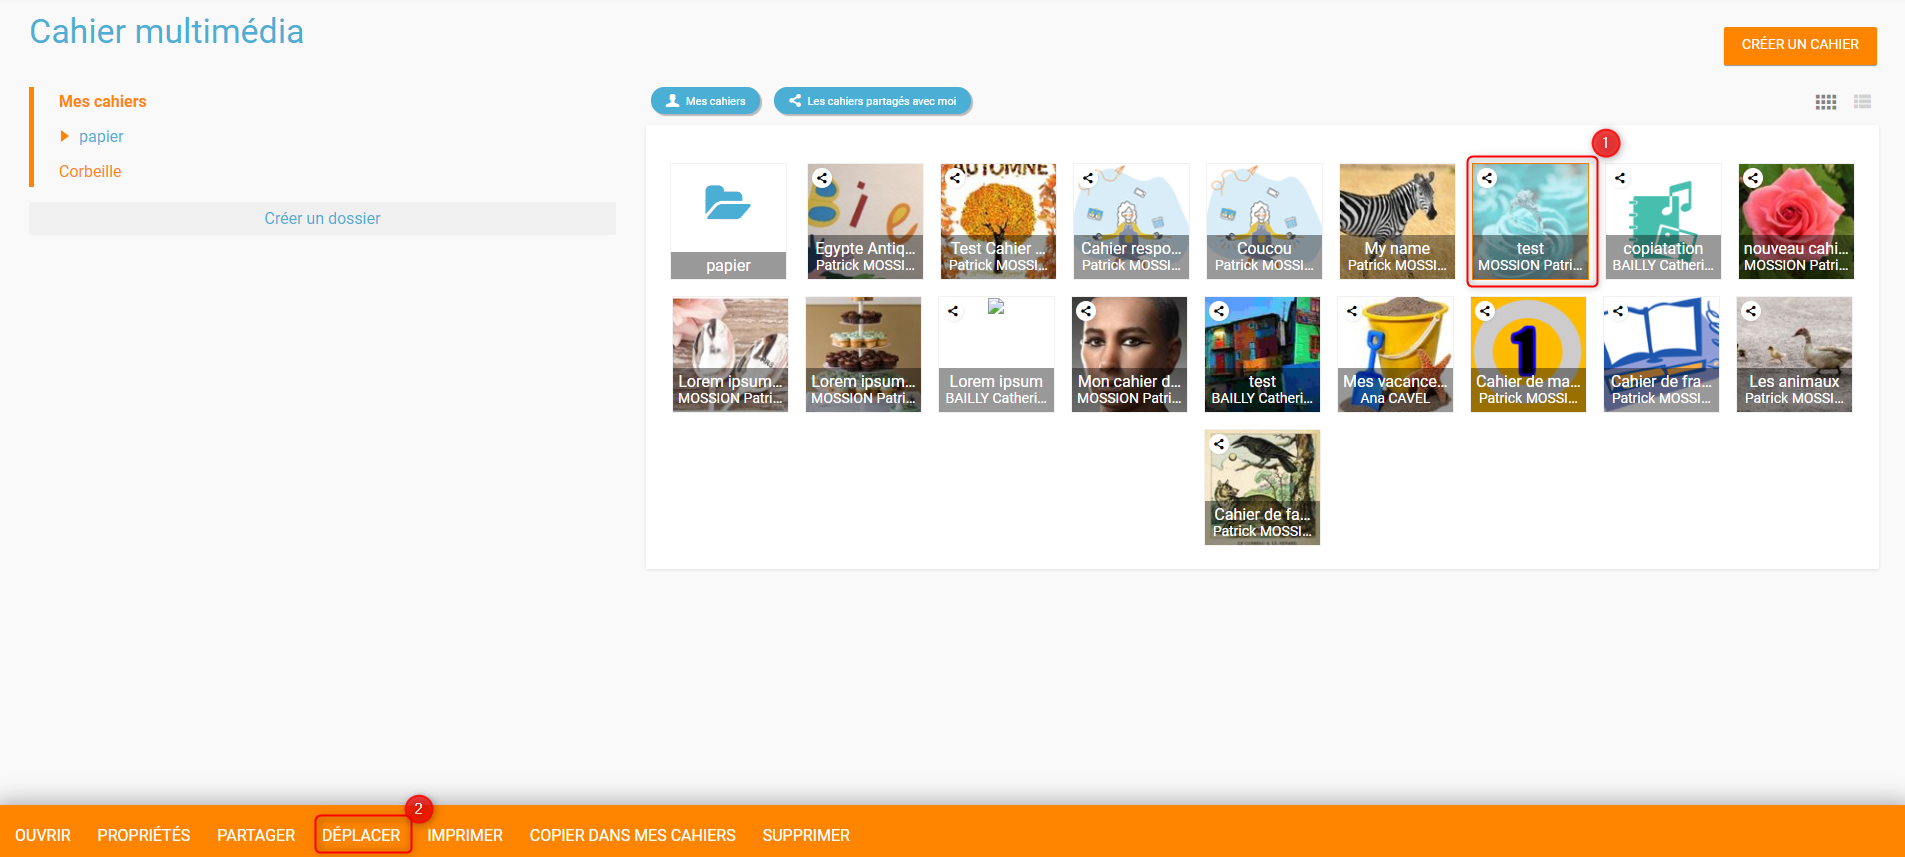 Cahier multimédia
CRÉER UN CAHIER
Mes cahiers
papier
Corbeille
Créer un dossier
Mes cahiers
Les cahiers partagés avec moi
1
papier
Egypte Antiq...
Patrick MOSSI...
AUTOMNE
Test Cahier ...
Patrick MOSSI...
Cahier respo...
Patrick MOSSI...
Coucou
Patrick MOSSI...
My name
Patrick MOSSI...
test
MOSSION Patri...
copiatation
BAILLY Catheri...
nouveau cahi...
MOSSION Patri...
Lorem ipsum...
MOSSION Patri...
Lorem ipsum...
MOSSION Patri...
Lorem ipsum
BAILLY Catheri...
Mon cahier d...
MOSSION Patri...
test
BAILLY Catheri...
Mes vacance...
Ana CAVEL
1
Cahier de ma...
Patrick MOSSI...
Cahier de fra...
Patrick MOSSI...
Les animaux
Patrick MOSSI...
Cahier de fa...
Patrick MOSSI...
2
OUVRIR
PROPRIÉTÉS
PARTAGER
DÉPLACER
IMPRIMER
COPIER DANS MES CAHIERS
SUPPRIMER